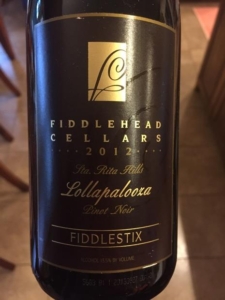 FIDDLEHEAD
CELLARS
2012
Sta. Rita Hills
Lollapalooza
Pinot Noir
FIDDLESTIX